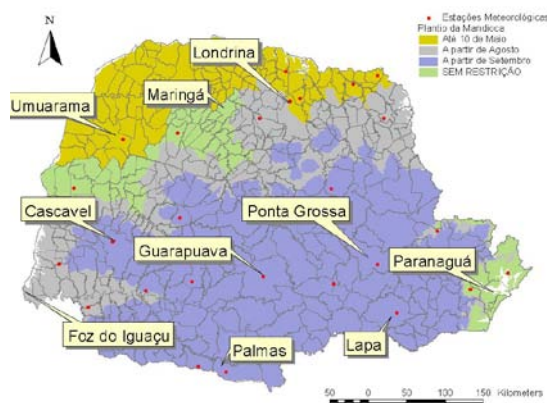 N
Estações Meteorológicas
Plantio da Mandioca
Até 10 de Maio
A partir de Agosto
A partir de Setembro
SEM RESTRIÇÃO
Londrina
Maringá
Umuarama
Cascavel
Ponta Grossa
Guarapuava
Paranaguá
Foz do Iguaçu
Palmas
Lapa
50 0 50 100 150 Kilometers